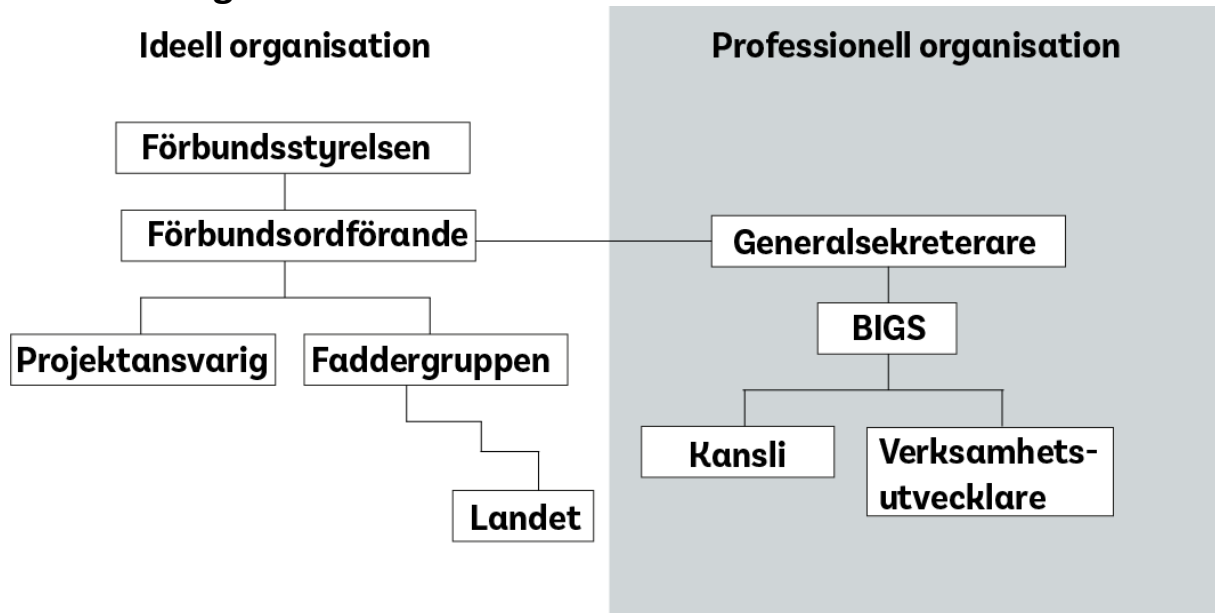 Ideell organisation
Professionell organisation
Förbundsstyrelsen
Förbundsordförande
Generalsekreterare
BIGS
Projektansvarig
Faddergruppen
Kansli
Verksamhets-
utvecklare
Landet